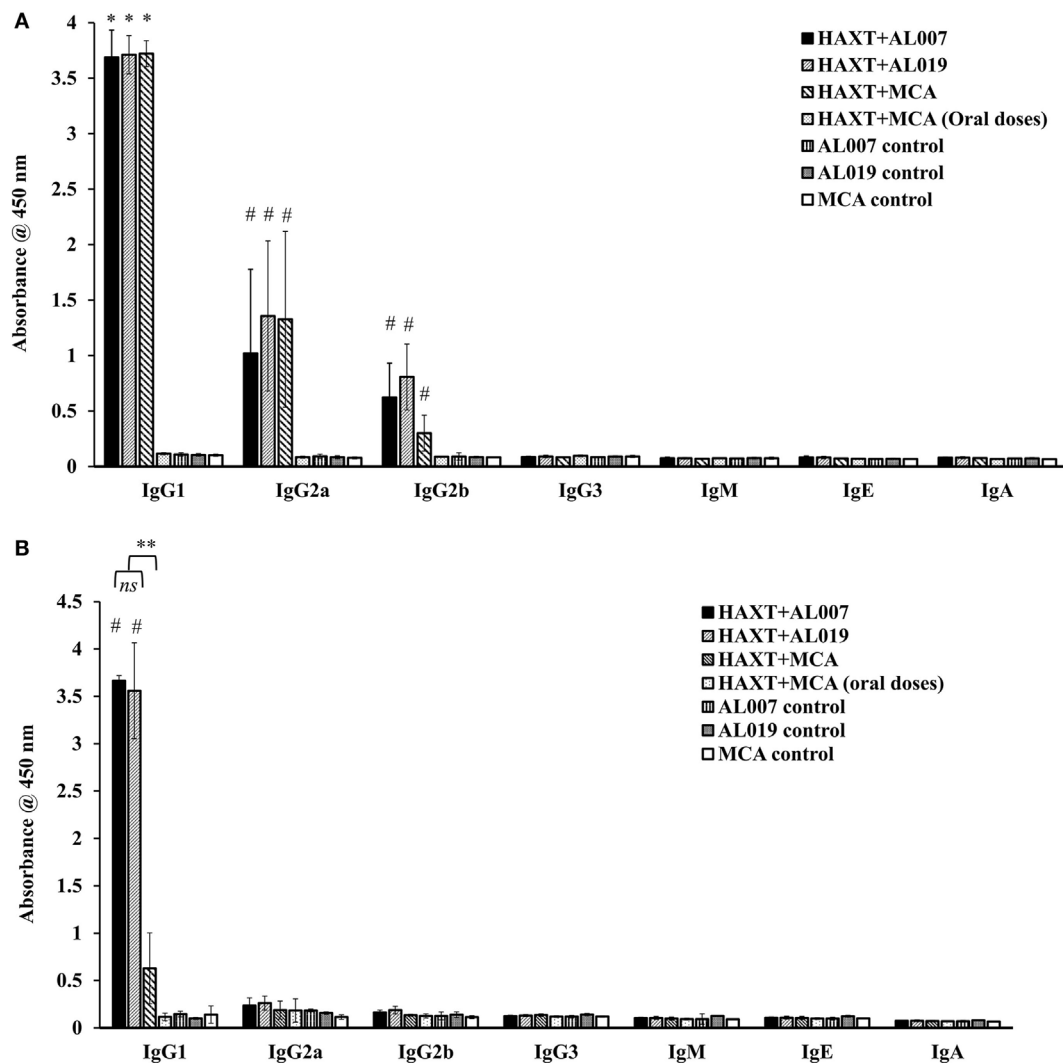 A
* * *
4
3.5
3
2.5
2
1.5
1
0.5
0
Absorbance @ 450 nm
# # #
# # #
HAXT+AL007
HAXT+AL019
HAXT+MCA
HAXT+MCA (Oral doses)
AL007 control
AL019 control
MCA control
IgG1 IgG2a IgG2b IgG3 IgM IgE IgA
B
**
ns
# #
4.5
4
3.5
3
2.5
2
1.5
1
0.5
0
Absorbance @ 450 nm
HAXT+AL007
HAXT+AL019
HAXT+MCA
HAXT+MCA (oral doses)
AL007 control
AL019 control
MCA control
IgG1 IgG2a IgG2b IgG3 IgM IgE IgA